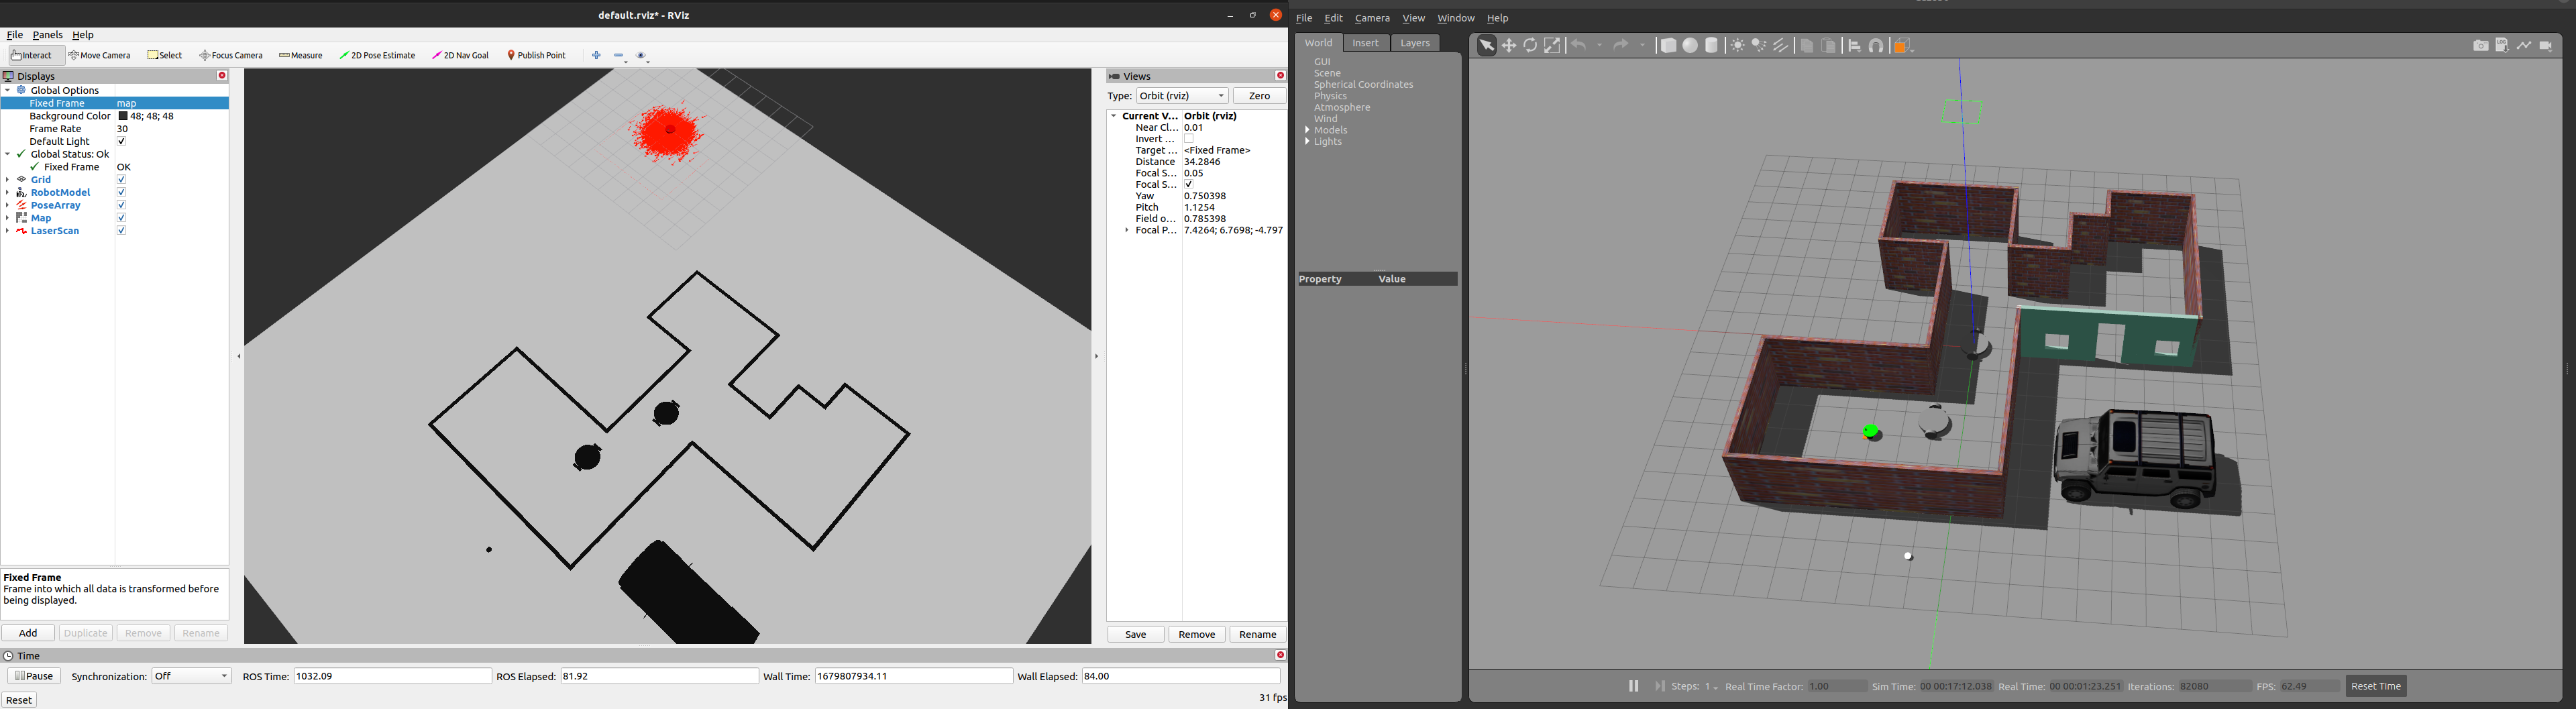 default.rviz* - RViz
File Panels Help
Interact Move Camera Select Focus Camera Measure 2D Pose Estimate 2D Nav Goal Publish Point
Displays
Global Options
Fixed Frame map
Background Color 48; 48; 48
Frame Rate 30
Default Light
Global Status: Ok
Fixed Frame OK
Grid
RobotModel
PoseArray
Map
LaserScan
Fixed Frame
Frame into which all data is transformed before
being displayed.
Add Duplicate Remove Rename
Views
Type: Orbit (rviz) Zero
Current V... Orbit (rviz)
Near Cl... 0.01
Invert ...
Target ... <Fixed Frame>
Distance 34.2846
Focal S... 0.05
Focal S...
Yaw 0.750398
Pitch 1.1254
Field o... 0.785398
Focal P... 7.4264; 6.7698; -4.797
Save Remove Rename
Time
Pause Synchronization: Off ROS Time: 1032.09 ROS Elapsed: 81.92 Wall Time: 1679807934.11 Wall Elapsed: 84.00
Reset 31 fps
File Edit Camera View Window Help
World Insert Layers
GUI
Scene
Spherical Coordinates
Physics
Atmosphere
Wind
Models
Lights
Property Value
Steps: 1 Real Time Factor: 1.00 Sim Time: 00 00:17:12.038 Real Time: 00 00:01:23.251 Iterations: 82080 FPS: 62.49 Reset Time